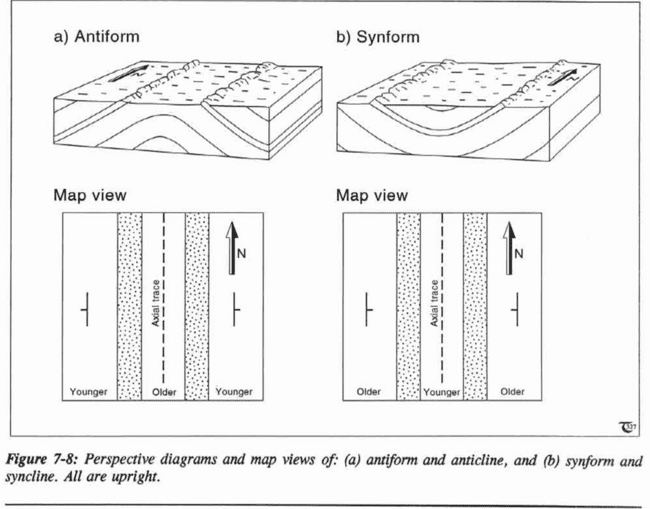 a) Antiform
b) Synform
Map view
Map view
N
Axial trace
Younger
Older
Younger
N
Axial trace
Older
Younger
Older
Figure 7-8: Perspective diagrams and map views of: (a) antiform and anticline, and (b) synform and
syncline. All are upright.